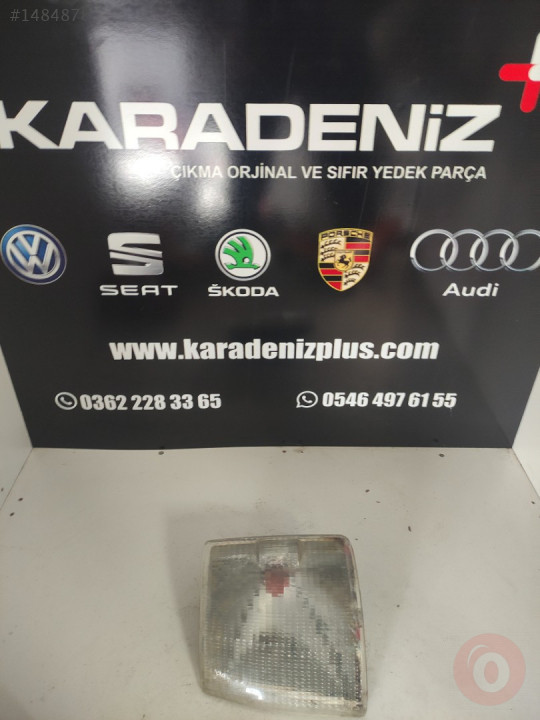 #148487
KARADENİZ
ÇIKMA ORJİNAL VE SIFIR YEDEK PARÇA
SEAT
ŠKODA
PORSCHE
Audi
www.karadenizplus.com
0362 228 33 65
0546 497 61 55